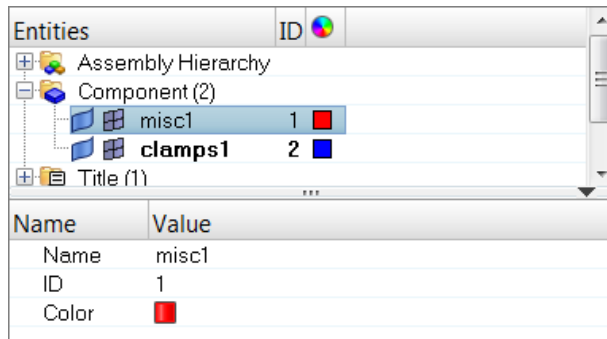 Entities ID
Assembly Hierarchy
Component (2)
misc1 1
clamps1 2
Title (1)
Name Value
Name misc1
ID 1
Color